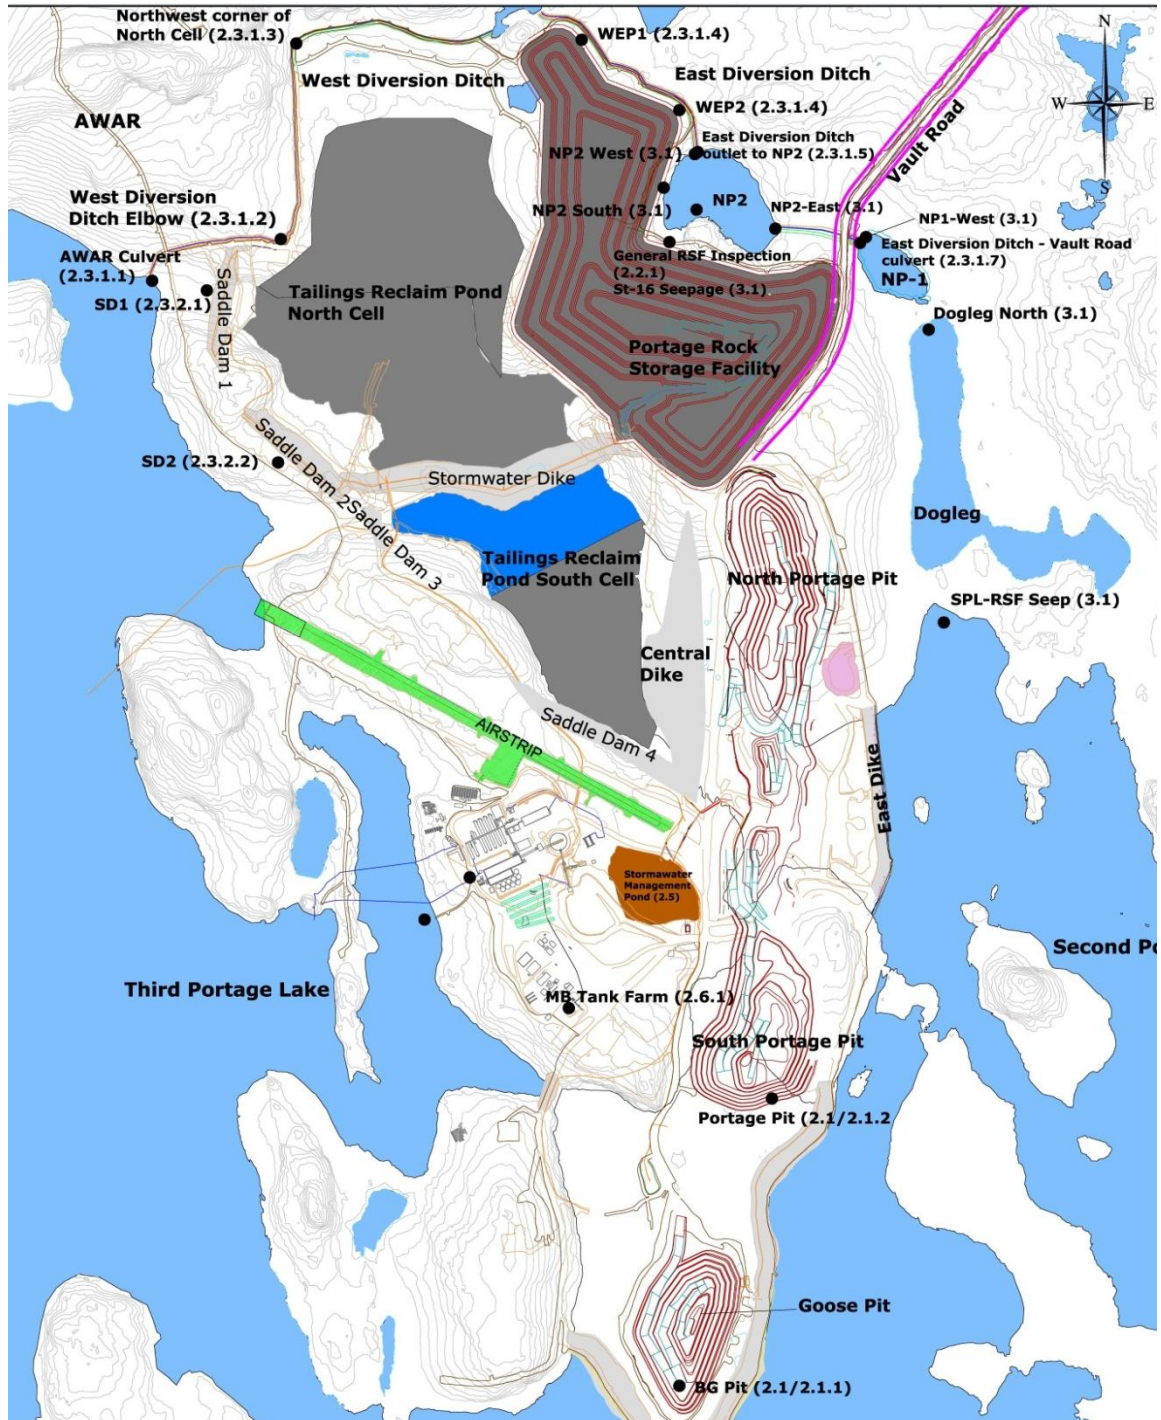 Northwest corner of
North Cell (2.3.1.3)
WEP1 (2.3.1.4)
N
West Diversion Ditch
East Diversion Ditch
W
E
WEP2 (2.3.1.4)
AWAR
East Diversion Ditch
outlet to NP2 (2.3.1.5)
NP2 West (3.1)
Vault Road
S
West Diversion
Ditch Elbow (2.3.1.2)
NP2 South (3.1)
NP2
NP2-East (3.1)
NP1-West (3.1)
East Diversion Ditch - Vault Road
culvert (2.3.1.7)
NP-1
AWAR Culvert
(2.3.1.1)
General RSF Inspection
(2.2.1)
St-16 Seepage (3.1)
SD1 (2.3.2.1)
Saddle Dam 1
Tailings Reclaim Pond
North Cell
Dogleg North (3.1)
Portage Rock
Storage Facility
Saddle Dam 2
SD2 (2.3.2.2)
Stormwater Dike
Saddle Dam 3
Dogleg
Tailings Reclaim
Pond South Cell
North Portage Pit
SPL-RSF Seep (3.1)
Central
Dike
Saddle Dam 4
AIRSTRIP
East Dike
Stormawater
Management
Pond (2.5)
Second Po
Third Portage Lake
MB Tank Farm (2.6.1)
South Portage Pit
Portage Pit (2.1/2.1.2
Goose Pit
BG Pit (2.1/2.1.1)